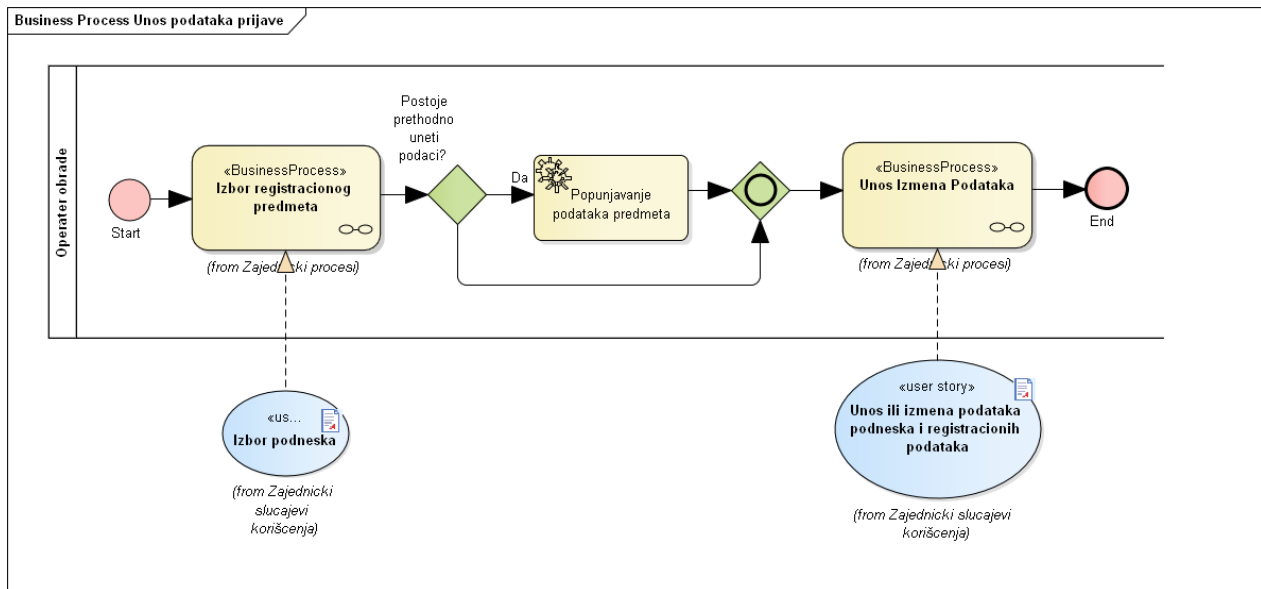 Business Process Unos podataka prijave
Operater obrade
Start
«BusinessProcess»
Izbor registracionog
predmeta
(from Zajednicki procesi)
Postoje
prethodno
uneti
podaci?
Da
Popunjavanje
podataka predmeta
«BusinessProcess»
Unos Izmena Podataka
(from Zajednicki procesi)
End
«us...
Izbor podneska
(from Zajednicki
slucajevi
korišcenja)
«user story»
Unos ili izmena podataka
podneska i registracionih
podataka
(from Zajednicki slucajevi
korišcenja)